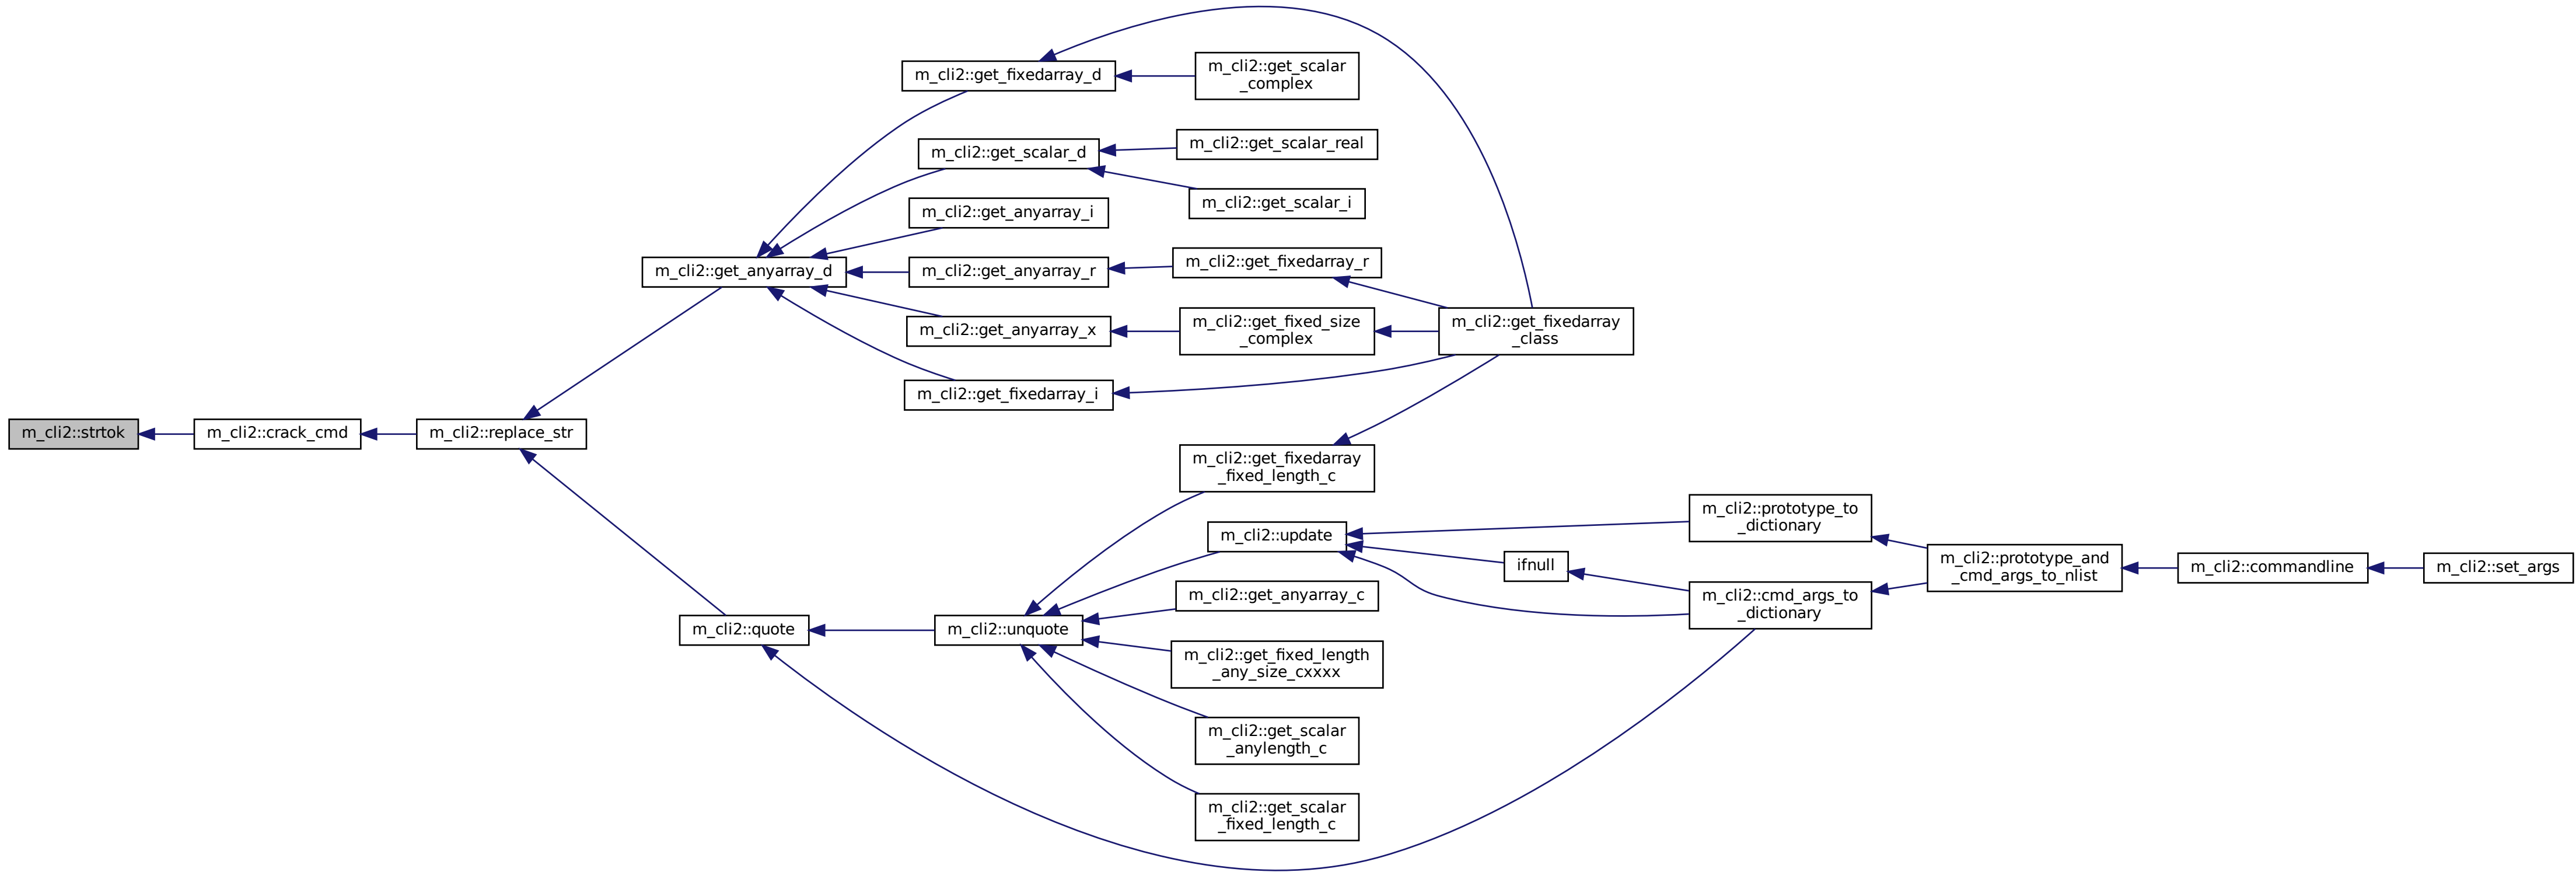 m_cli2::get_fixedarray_d
m_cli2::get_scalar
_complex
m_cli2::get_scalar_d
m_cli2::get_scalar_real
m_cli2::get_scalar_i
m_cli2::get_anyarray_i
m_cli2::get_anyarray_d
m_cli2::get_anyarray_r
m_cli2::get_fixedarray_r
m_cli2::get_anyarray_x
m_cli2::get_fixed_size
_complex
m_cli2::get_fixedarray
_class
m_cli2::get_fixedarray_i
m_cli2::strtok
m_cli2::crack_cmd
m_cli2::replace_str
m_cli2::get_fixedarray
_fixed_length_c
m_cli2::update
m_cli2::prototype_to
_dictionary
ifnull
m_cli2::prototype_and
_cmd_args_to_nlist
m_cli2::commandline
m_cli2::set_args
m_cli2::get_anyarray_c
m_cli2::cmd_args_to
_dictionary
m_cli2::quote
m_cli2::unquote
m_cli2::get_fixed_length
_any_size_cxxxx
m_cli2::get_scalar
_anylength_c
m_cli2::get_scalar
_fixed_length_c